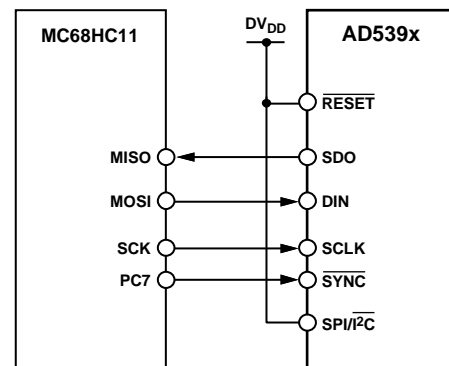 MC68HC11
DVDD
AD539x
RESET
MISO
SDO
MOSI
DIN
SCK
SCLK
PC7
SYNC
SPI/I2C